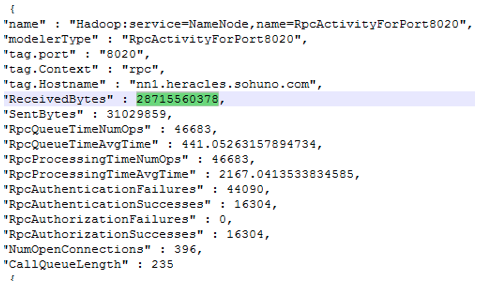 {
"name" : "Hadoop:service=NameNode,name=RpcActivityForPort8020",
"modelerType" : "RpcActivityForPort8020",
"tag.port" : "8020",
"tag.Context" : "rpc",
"tag.Hostname" : "nn1.heracles.sohuno.com",
"ReceivedBytes" : 28715560378,
"SentBytes" : 31029859,
"RpcQueueTimeNumOps" : 46683,
"RpcQueueTimeAvgTime" : 441.05263157894734,
"RpcProcessingTimeNumOps" : 46683,
"RpcProcessingTimeAvgTime" : 2167.0413533834585,
"RpcAuthenticationFailures" : 44090,
"RpcAuthenticationSuccesses" : 16304,
"RpcAuthorizationFailures" : 0,
"RpcAuthorizationSuccesses" : 16304,
"NumOpenConnections" : 396,
"CallQueueLength" : 235
{